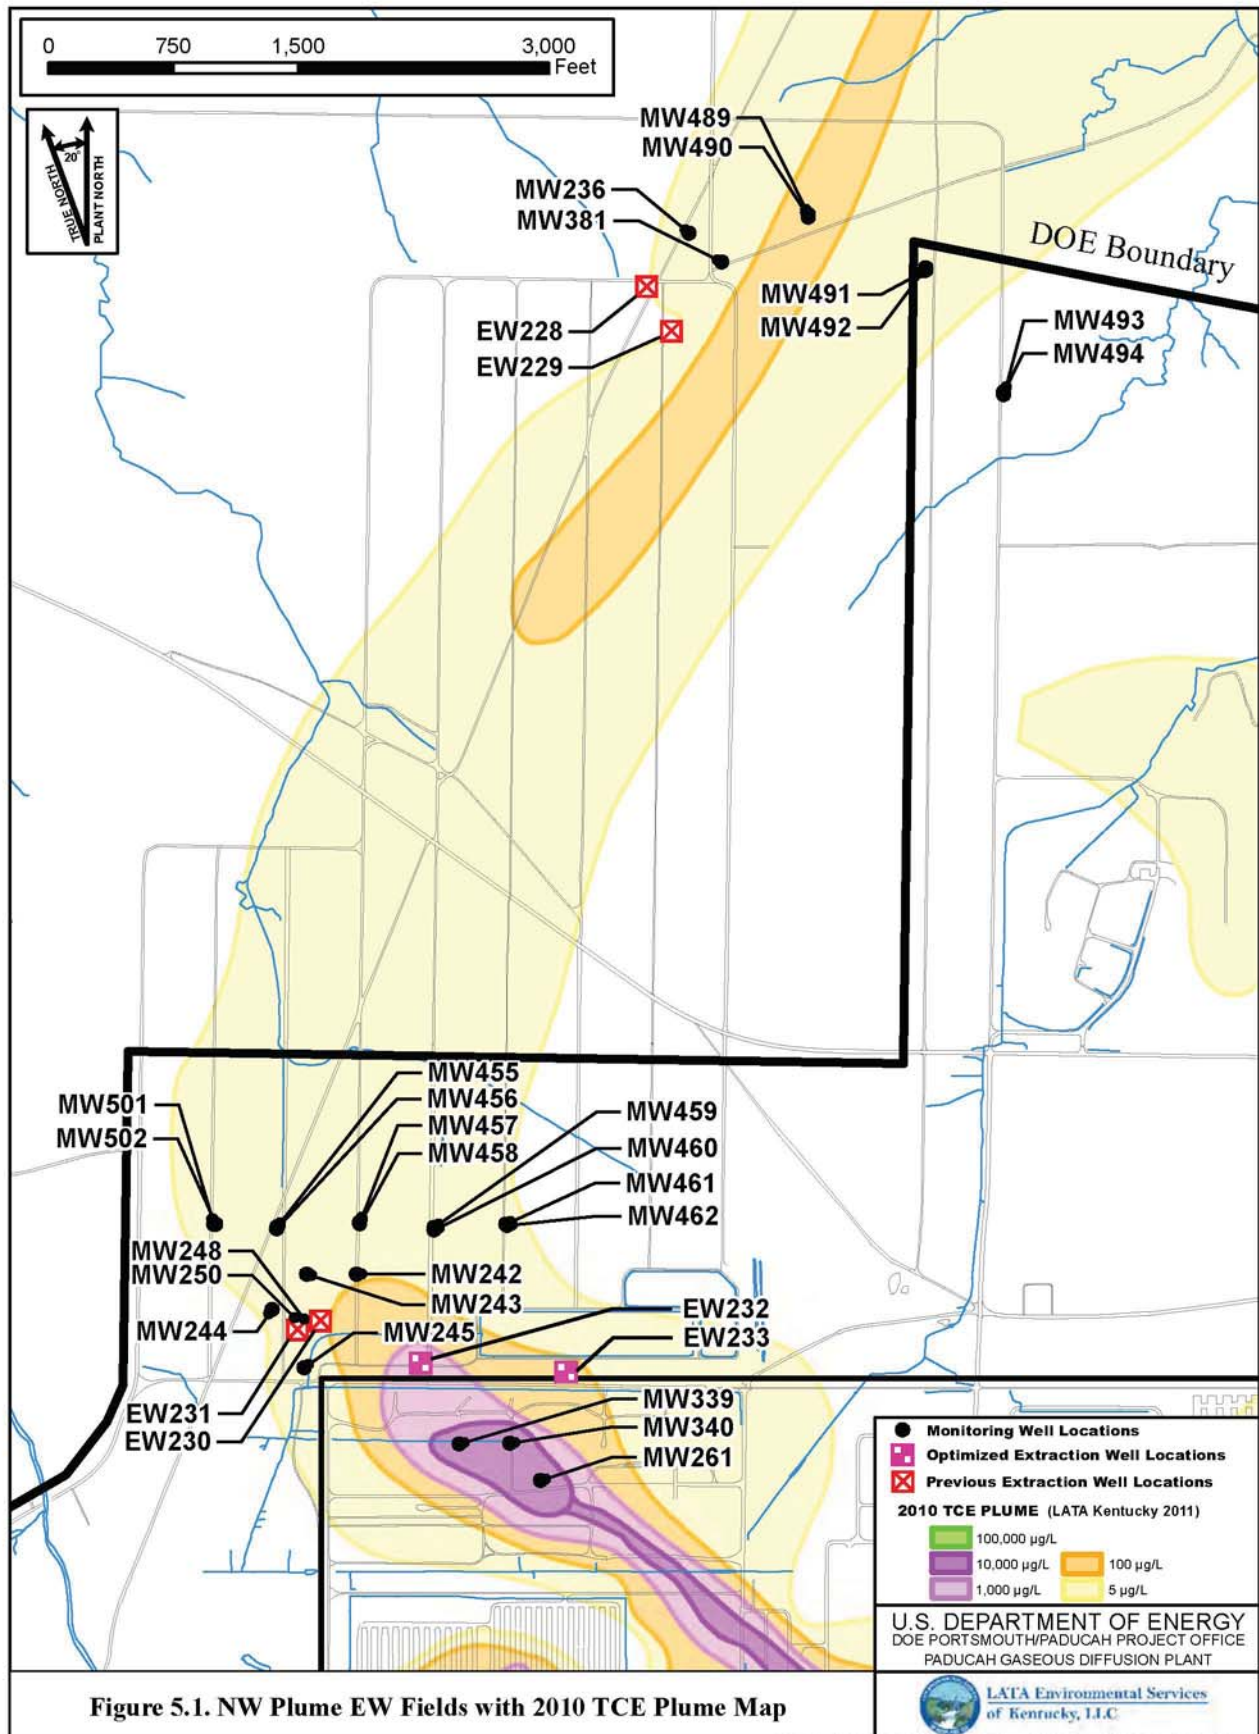 0 750 1,500 3,000
Feet
20°
TRUE NORTH
PLANT NORTH
MW489
MW490
MW236
MW381
DOE Boundary
MW491
MW492
EW228
EW229
MW493
MW494
MW501
MW502
MW455
MW456
MW457
MW458
MW459
MW460
MW461
MW462
MW248
MW250
MW244
MW242
MW243
MW245
EW232
EW233
EW231
EW230
MW339
MW340
MW261
Monitoring Well Locations
Optimized Extraction Well Locations
Previous Extraction Well Locations
2010 TCE PLUME (LATA Kentucky 2011)
100,000 µg/L
10,000 µg/L 100 µg/L
1,000 µg/L 5 µg/L
U.S. DEPARTMENT OF ENERGY
DOE PORTSMOUTH/PADUCAH PROJECT OFFICE
PADUCAH GASEOUS DIFFUSION PLANT
Figure 5.1. NW Plume EW Fields with 2010 TCE Plume Map
LATA Environmental Services
of Kentucky, LLC